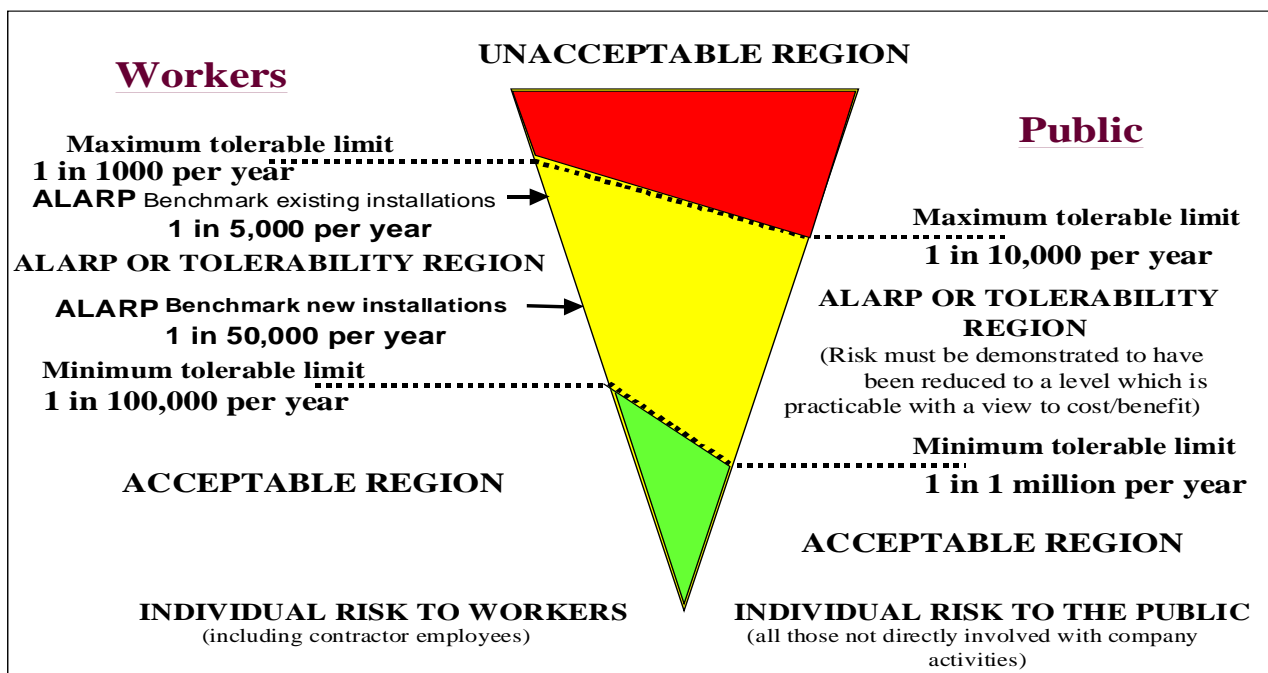 UNACCEPTABLE REGION
Workers
Maximum tolerable limit
1 in 1000 per year
ALARP Benchmark existing installations
1 in 5,000 per year
ALARP OR TOLERABILITY REGION
ALARP Benchmark new installations
1 in 50,000 per year
Minimum tolerable limit
1 in 100,000 per year
ACCEPTABLE REGION
INDIVIDUAL RISK TO WORKERS
(including contractor employees)
Public
Maximum tolerable limit
1 in 10,000 per year
ALARP OR TOLERABILITY
REGION
(Risk must be demonstrated to have
been reduced to a level which is
practicable with a view to cost/benefit)
Minimum tolerable limit
1 in 1 million per year
ACCEPTABLE REGION
INDIVIDUAL RISK TO THE PUBLIC
(all those not directly involved with company
activities)